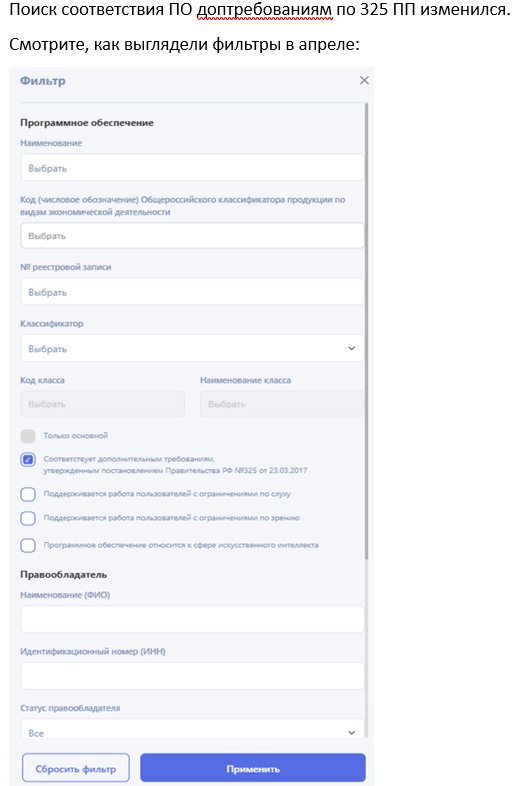 Поиск соответствия ПО доптребованиям по 325 ПП изменился.
Смотрите, как выглядели фильтры в апреле:
Фильтр
Программное обеспечение
Наименование
Выбрать
Код (числовое обозначение) Общероссийского классификатора продукции по
видам экономической деятельности
Выбрать
№ реестровой записи
Выбрать
Классификатор
Выбрать
Код класса Наименование класса
Выбрать Выбрать
Только основной
Соответствует дополнительным требованиям,
утвержденным постановлением Правительства РФ №325 от 23.03.2017
Поддерживается работа пользователей с ограничениями по слуху
Поддерживается работа пользователей с ограничениями по зрению
Программное обеспечение относится к сфере искусственного интеллекта
Правообладатель
Наименование (ФИО)
Идентификационный номер (ИНН)
Статус правообладателя
Все
Сбросить фильтр Применить